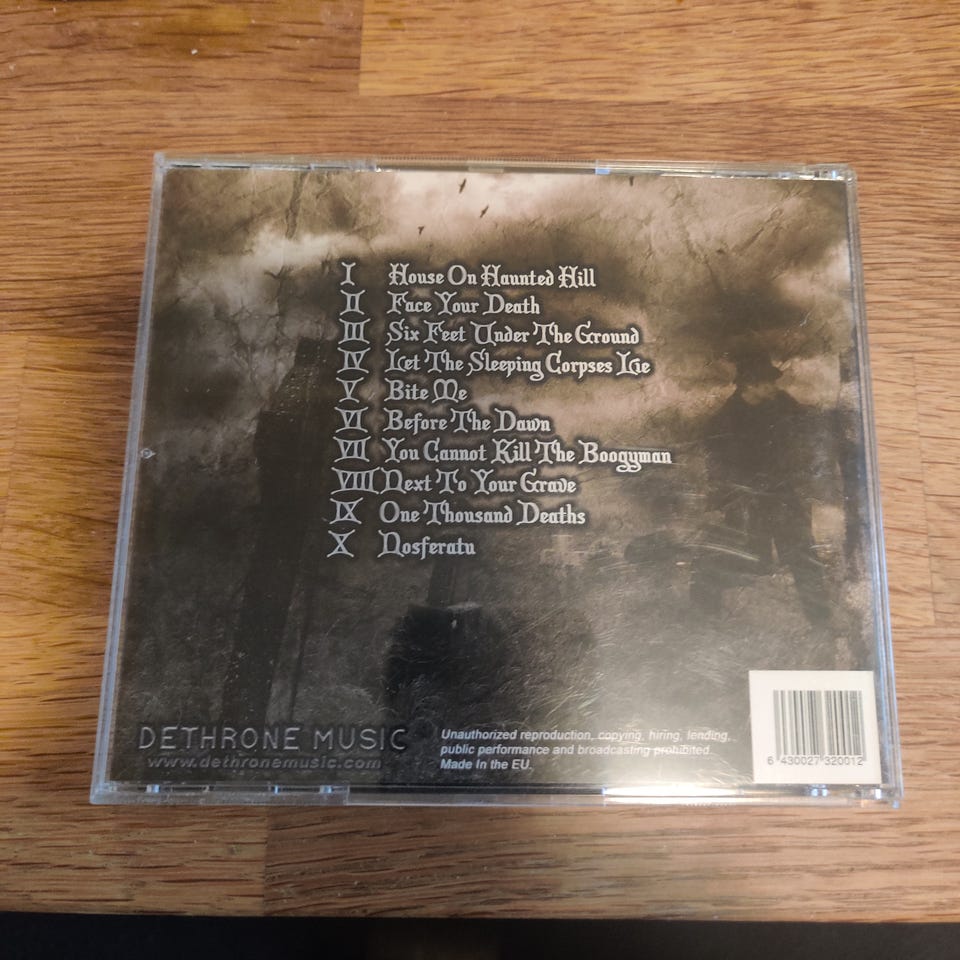 I House On Haunted Hill
II Face Your Death
III Six Feet Under The Ground
IV Let The Sleeping Corpses Lie
V Bite Me
VI Before The Dawn
VII You Cannot Kill The Boogyman
VIII Next To Your Grave
IX One Thousand Deaths
X Nosferatu
DETHRONE MUSIC
www.dethronemusic.com
Unauthorized reproduction, copying, hiring, lending,
public performance and broadcasting prohibited.
Made In the EU.
6 430027 320012